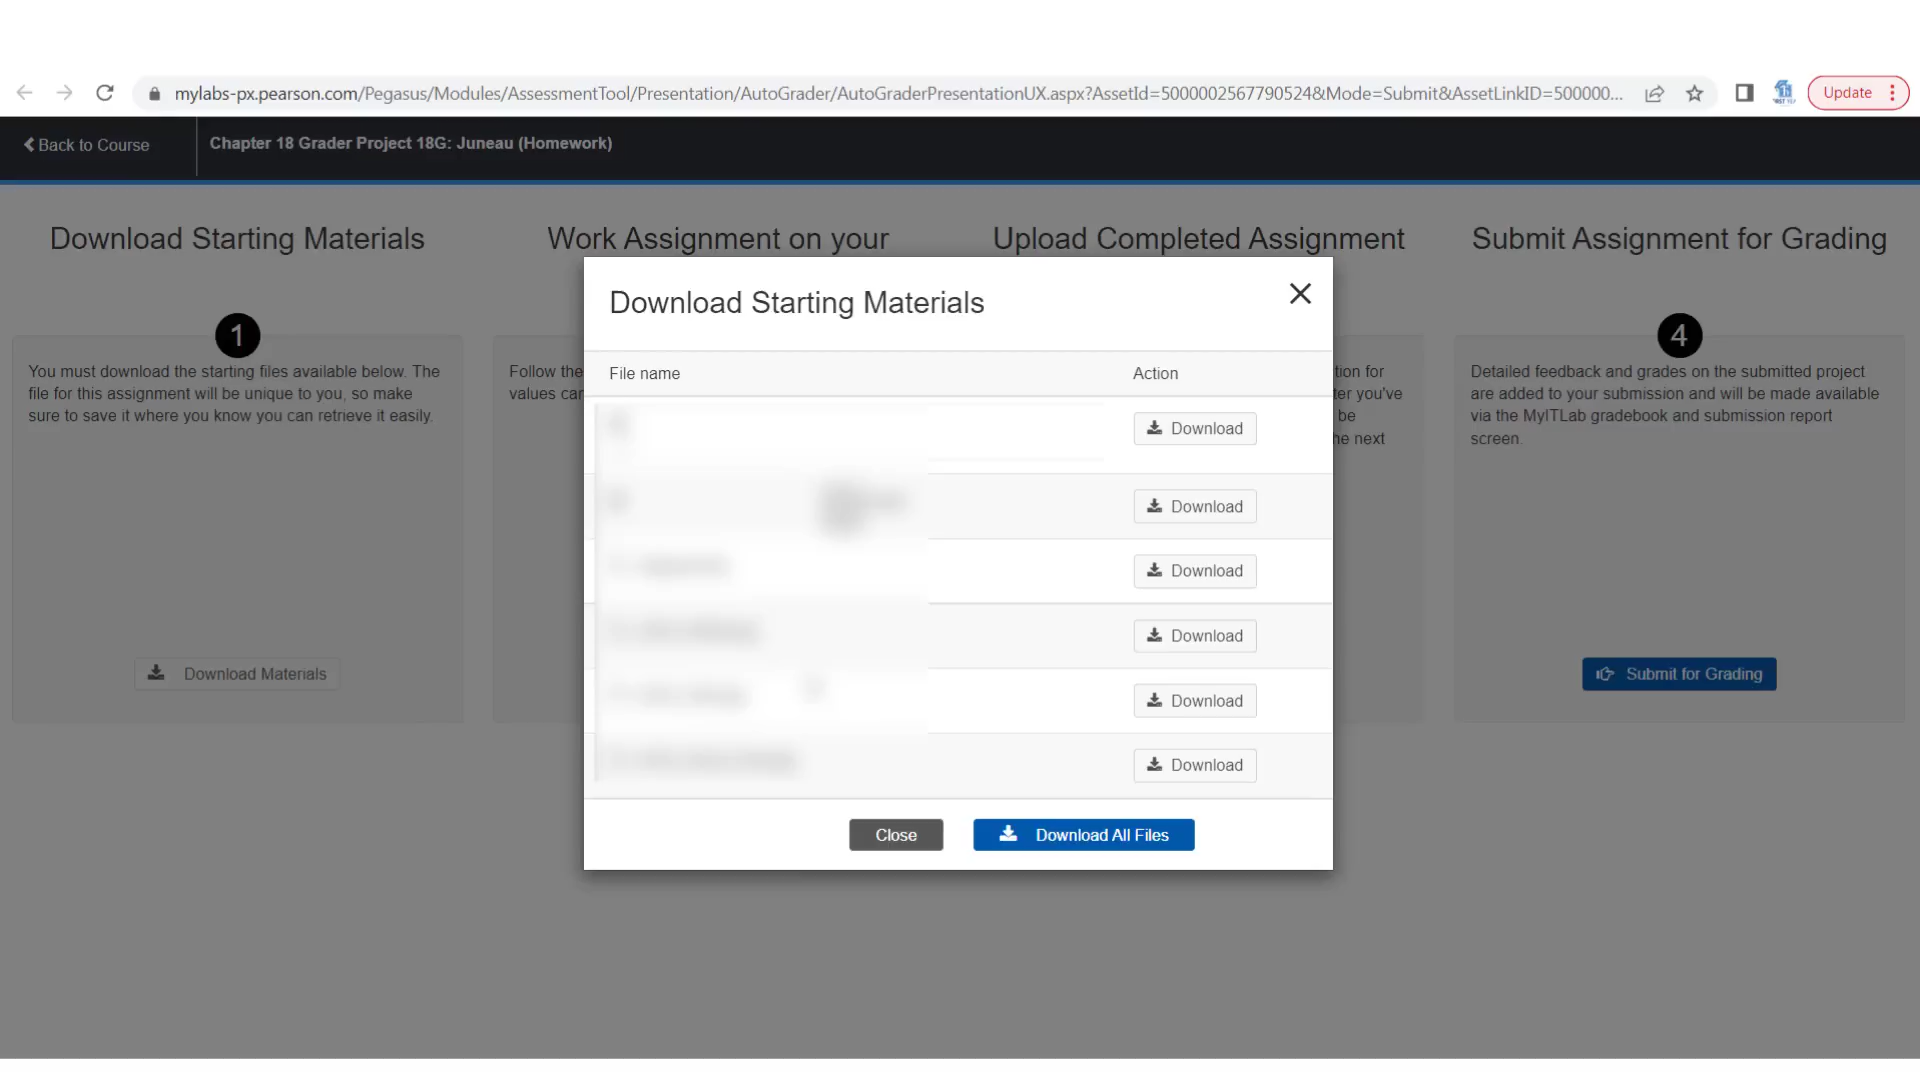 mylabs-px.pearson.com/Pegasus/Modules/AssessmentTool/Presentation/AutoGrader/AutoGraderPresentationUX.aspx?AssetId=5000002567790524&Mode=Submit&AssetLinkID=500000...
Update
Back to Course
Chapter 18 Grader Project 18G: Juneau (Homework)
Download Starting Materials
Work Assignment on your
Upload Completed Assignment
Submit Assignment for Grading
1
You must download the starting files available below. The
file for this assignment will be unique to you, so make
sure to save it where you know you can retrieve it easily.
Download Materials
Follow the
values
Download Starting Materials
File name
Action
Download
Download
Download
Download
Download
Download
Close
Download All Files
for
you've
be
next
4
Detailed feedback and grades on the submitted project
are added to your submission and will be made available
via the MyITLab gradebook and submission report
screen.
Submit for Grading